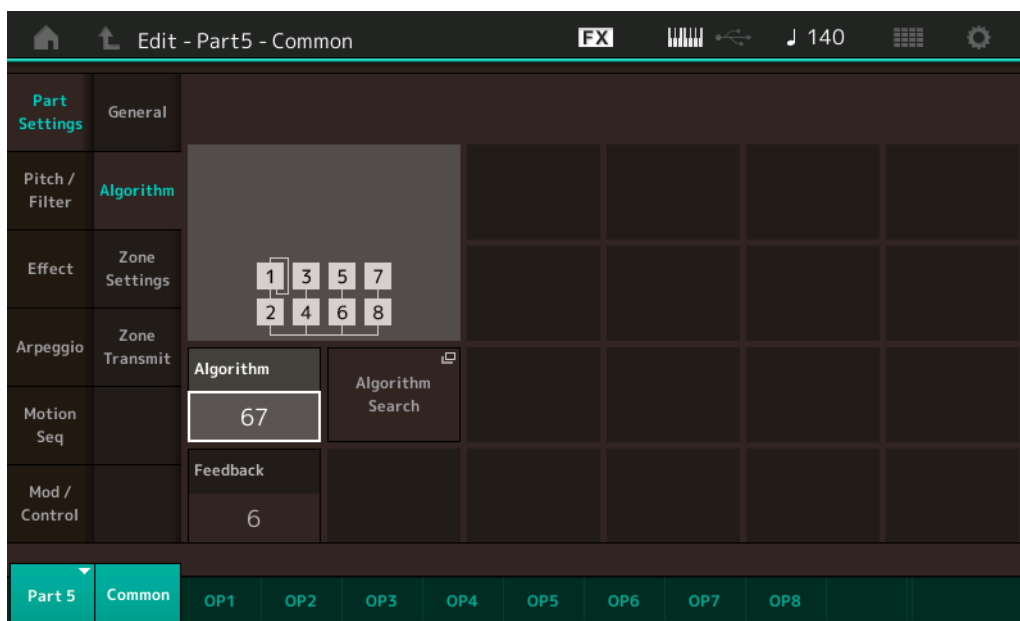 Edit - Part5 - Common
FX
♩ 140
Part
Settings
General
Pitch /
Filter
Algorithm
Effect
Zone
Settings
1 3 5 7
2 4 6 8
Arpeggio
Zone
Transmit
Algorithm
67
Algorithm
Search
Motion
Seq
Feedback
6
Mod /
Control
Part 5
Common
OP1 OP2 OP3 OP4 OP5 OP6 OP7 OP8